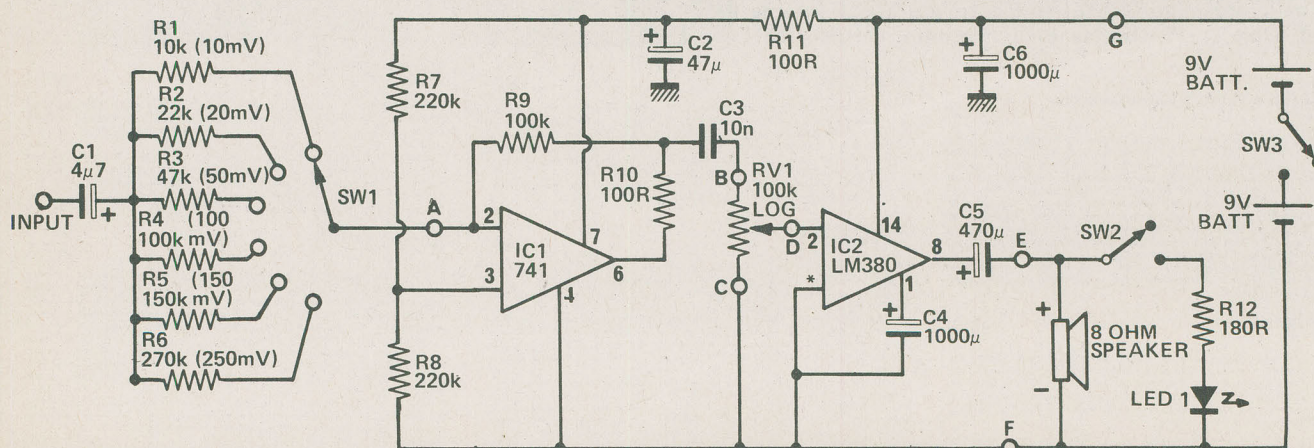 R1
10k (10mV)
R2
22k (20mV)
R3
47k (50mV)
R4
(100
100k mV)
R5
(150
150k mV)
R6
270k (250mV)
C1
4μ7
+
INPUT
SW1
A
R7
220k
R8
220k
R9
100k
2
3
IC1
741
7
4
6
R10
100R
+
C2
47μ
C3
10n
B
RV1
100k
LOG
D
C
R11
100R
2
*
IC2
LM380
14
8
1
+
C4
1000μ
+
C6
1000μ
G
C5
470μ
+
E
SW2
+
8 OHM
SPEAKER
–
R12
180R
LED 1
F
9V
BATT.
SW3
9V
BATT